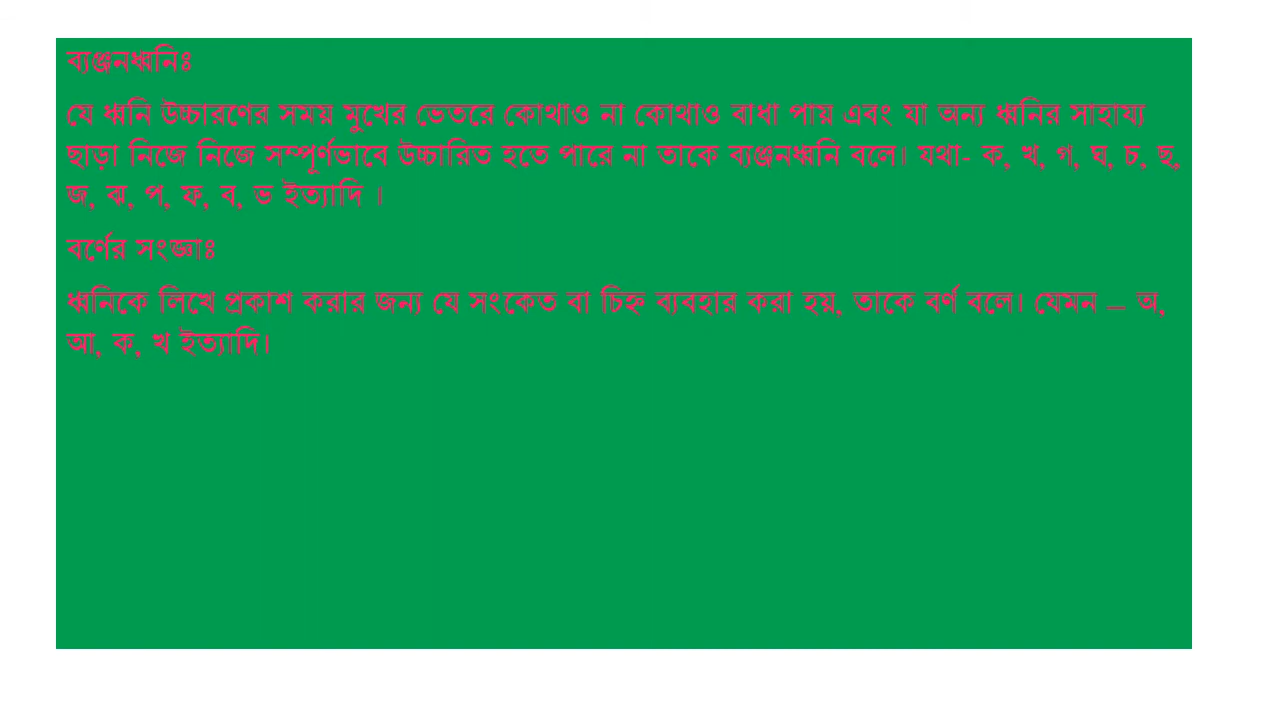 ব্যঞ্জনধ্বনিঃ
যে ধ্বনি উচ্চারণের সময় মুখের ভেতরে কোথাও না কোথাও বাধা পায় এবং যা অন্য ধ্বনির সাহায্য
ছাড়া নিজে নিজে সম্পূর্ণভাবে উচ্চারিত হতে পারে না তাকে ব্যঞ্জনধ্বনি বলে। যথা- ক, খ, গ, ঘ, চ, ছ,
জ, ঝ, প, ফ, ব, ভ ইত্যাদি ।
বর্ণের সংজ্ঞাঃ
ধ্বনিকে লিখে প্রকাশ করার জন্য যে সংকেত বা চিহ্ন ব্যবহার করা হয়, তাকে বর্ণ বলে। যেমন – অ,
আ, ক, খ ইত্যাদি।